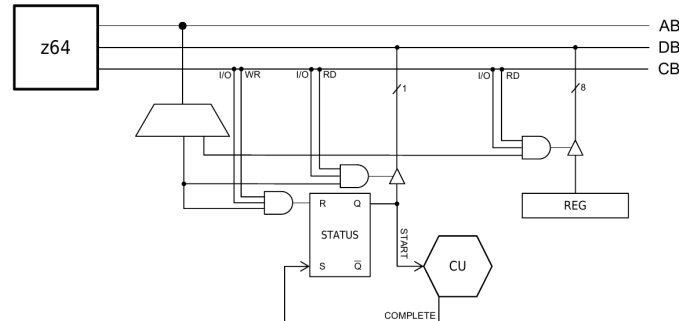 AB
z64
DB
CB
I/O WR I/O RD I/O RD
1
8
R Q
REG
STATUS
START
S Q̅
CU
COMPLETE